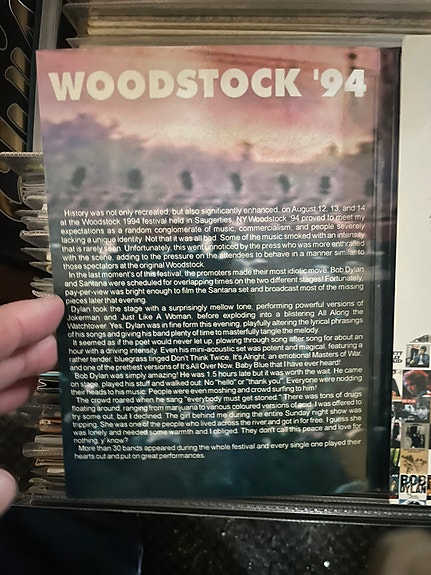 WOODSTOCK '94
History was not only recreated, but also significantly enhanced, on August 12, 13, and 14
at the Woodstock 1994 festival held in Saugerties, NY. Woodstock '94 proved to meet my
expectations as a random conglomerate of music, commercialism, and people severely
lacking a unique identity. Not that it was all bad. Some of the music smoked with an intensity
that is rarely seen. Unfortunately, this went unnoticed by the press who was more enthralled
with the scene, adding to the pressure on the attendees to behave in a manner similar to
those spectators at the original Woodstock.
In the last moments of this festival, the promoters made their most idiotic move. Bob Dylan
and Santana were scheduled for overlapping times on the two different stages! Fortunately,
pay-per-view was bright enough to film the Santana set and broadcast most of the missing
pieces later that evening.
Dylan took the stage with a surprisingly mellow tone, performing powerful versions of
Jokerman and Just Like A Woman, before exploding into a blistering All Along the
Watchtower. Yes, Dylan was in fine form this evening, playfully altering the lyrical phrasings
of his songs and giving his band plenty of time to masterfully tangle the melody.
It seemed as if the poet would never let up, plowing through song after song for about an
hour with a driving intensity. Even his mini-acoustic set was potent and magical, featuring a
rather tender, bluegrass tinged Don't Think Twice, It's Alright, an emotional Masters of War,
and one of the prettiest versions of It's All Over Now, Baby Blue that I have ever heard!
Bob Dylan was simply amazing! He was 1.5 hours late but it was worth the wait. He came
on stage, played his stuff and walked out. No "hello" or "thank you". Everyone were nodding
their heads to his music. People were even moshing and crowd surfing to him!
The crowd roared when he sang "everybody must get stoned." There was tons of drugs
floating around, ranging from marijuana to various coloured versions of acid. I was offered to
try some out, but I declined. The girl behind me during the entire Sunday night show was
tripping. She was one of the people who lived across the river and got in for free. I guess she
was lonely and needed some warmth and I obliged. They don't call this peace and love for
nothing, y' know?
More than 30 bands appeared during the whole festival and every single one played their
hearts out and put on great performances.
BOB
DYLAN